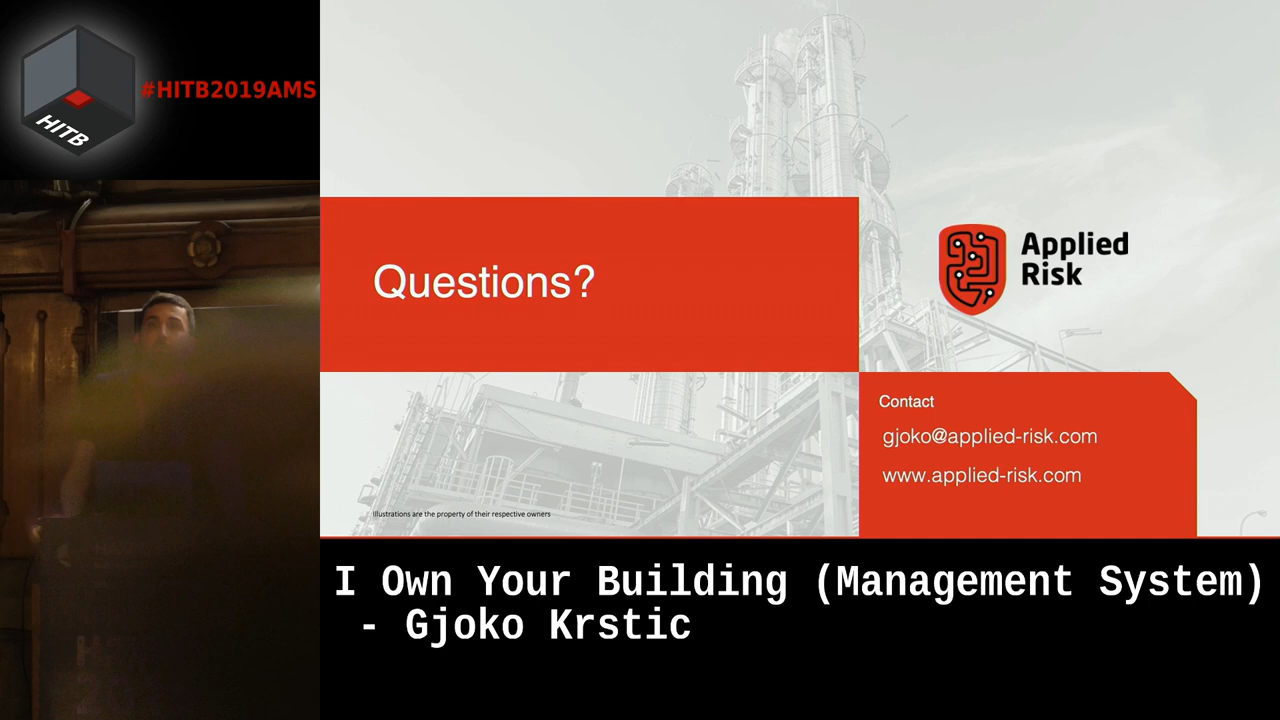 HITB
#HITB2019AMS
Questions?
Applied
Risk
Contact
gjoko@applied-risk.com
www.applied-risk.com
Illustrations are the property of their respective owners
I Own Your Building (Management System)
- Gjoko Krstic